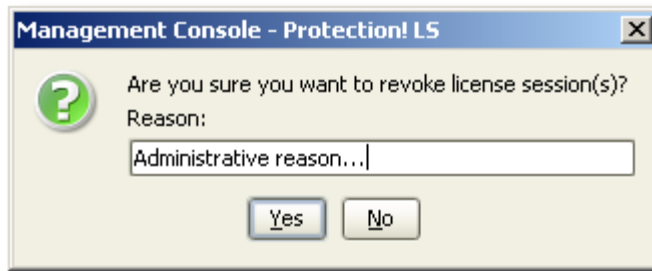 Management Console - Protection! LS
Are you sure you want to revoke license session(s)?
Reason:
Administrative reason...
Yes No